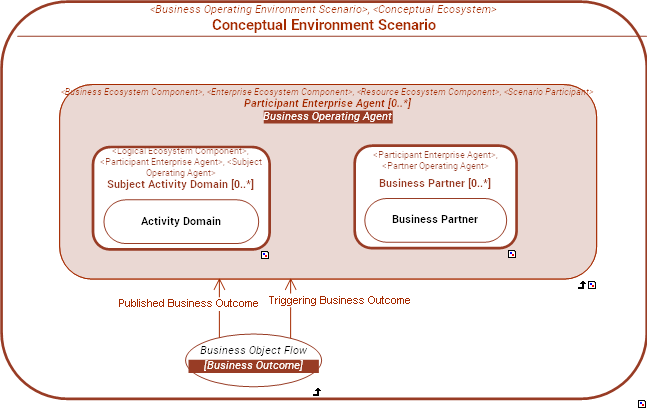 <Business Operating Environment Scenario>, <Conceptual Ecosystem>
Conceptual Environment Scenario
<Business Ecosystem Component>, <Enterprise Ecosystem Component>, <Resource Ecosystem Component>, <Scenario Participant>
Participant Enterprise Agent [0..*]
Business Operating Agent
<Logical Ecosystem Component>,
<Participant Enterprise Agent>, <Subject
Operating Agent>
Subject Activity Domain [0..*]
Activity Domain
<Participant Enterprise Agent>,
<Partner Operating Agent>
Business Partner [0..*]
Business Partner
Published Business Outcome
Triggering Business Outcome
Business Object Flow
[Business Outcome]